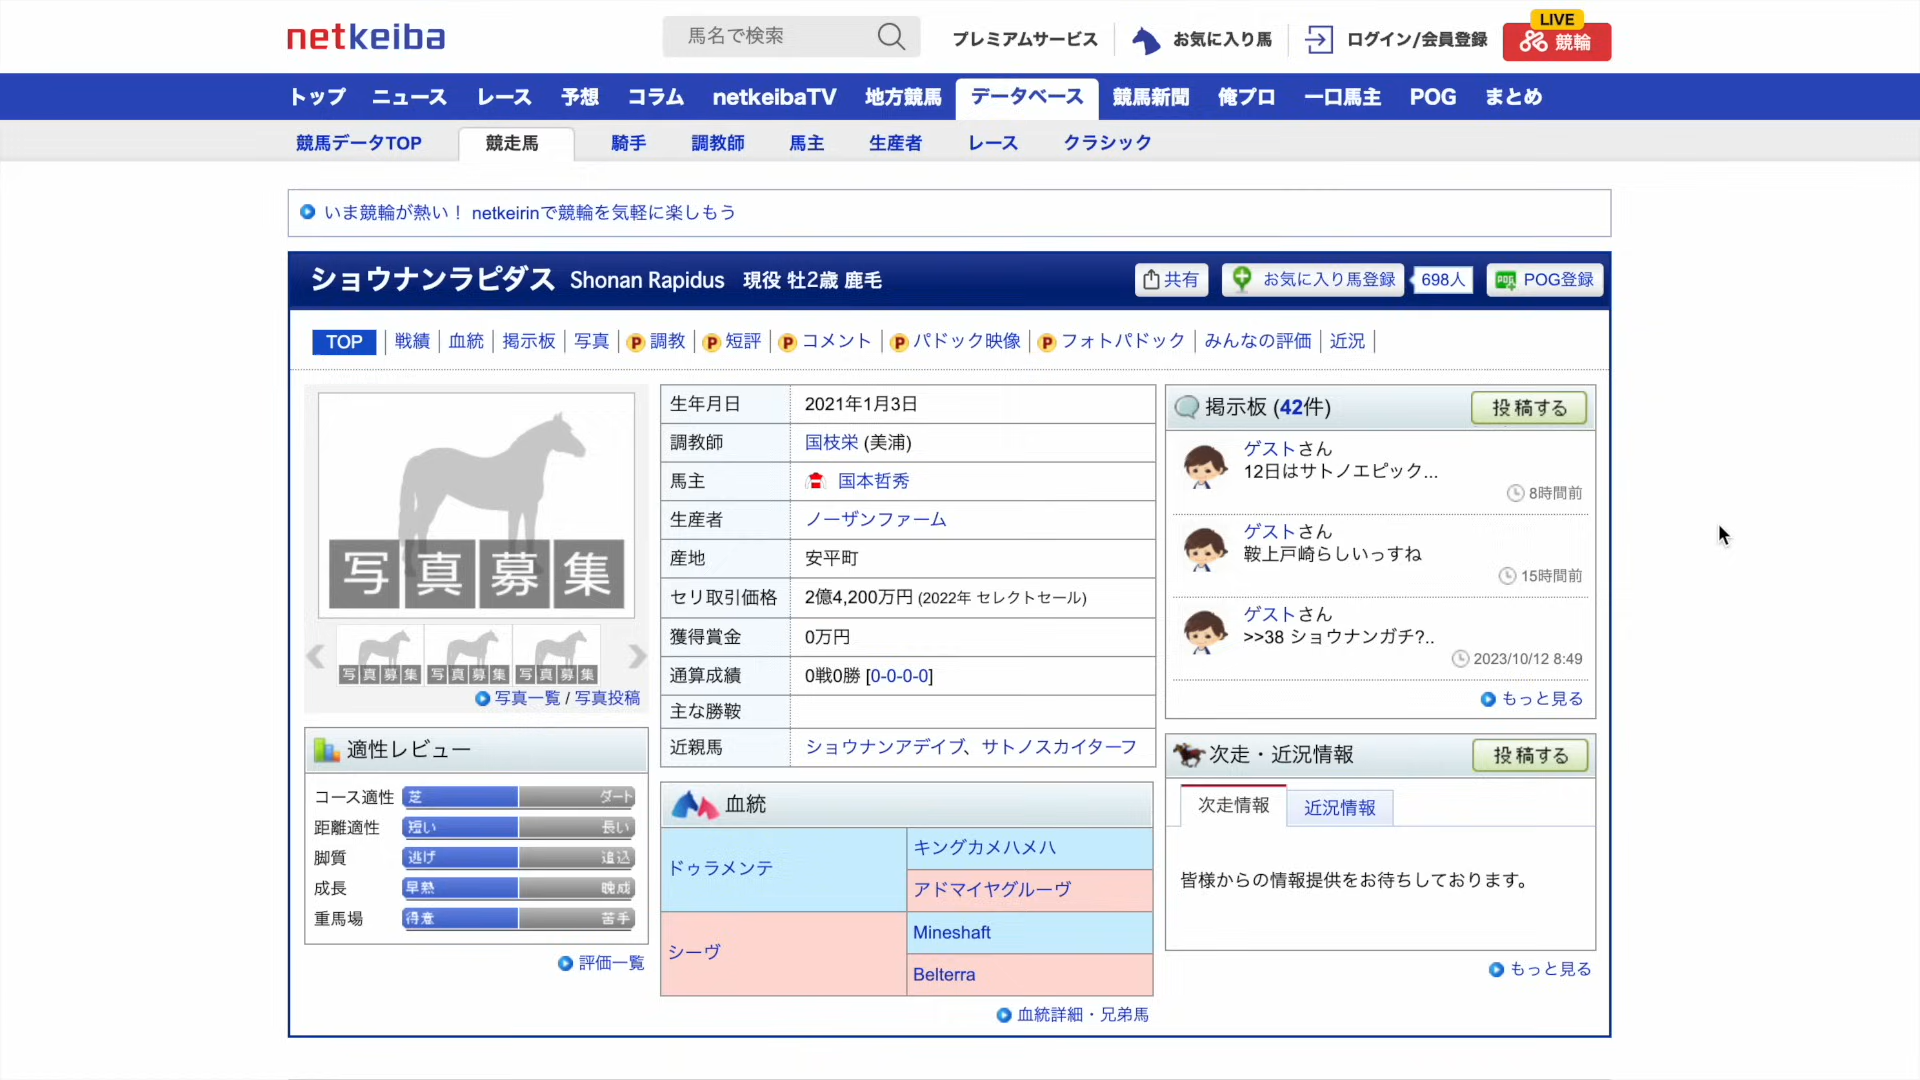 netkeiba
馬名で検索
プレミアムサービス
お気に入り馬
ログイン/会員登録
LIVE
競輪
トップ ニュース レース 予想 コラム netkeibaTV 地方競馬 データベース 競馬新聞 俺プロ 一口馬主 POG まとめ
競馬データTOP 競走馬 騎手 調教師 馬主 生産者 レース クラシック
いま競輪が熱い！ netkeirinで競輪を気軽に楽しもう
ショウナンラピダス Shonan Rapidus 現役 牡2歳 鹿毛
共有
お気に入り馬登録
698人
POG POG登録
TOP 戦績 血統 掲示板 写真 P 調教 P 短評 P コメント P パドック映像 P フォトパドック みんなの評価 近況
写真募集
写真募集 写真募集 写真募集
写真一覧 / 写真投稿
適性レビュー
コース適性 芝 ダート
距離適性 短い 長い
脚質 逃げ 追込
成長 早熟 晩成
重馬場 得意 苦手
評価一覧
生年月日 2021年1月3日
調教師 国枝栄 (美浦)
馬主 国本哲秀
生産者 ノーザンファーム
産地 安平町
セリ取引価格 2億4,200万円 (2022年 セレクトセール)
獲得賞金 0万円
通算成績 0戦0勝 [0-0-0-0]
主な勝鞍
近親馬 ショウナンアデイブ、サトノスカイターフ
血統
ドゥラメンテ
キングカメハメハ
アドマイヤグルーヴ
シーヴ
Mineshaft
Belterra
血統詳細・兄弟馬
掲示板 (42件)
投稿する
ゲストさん
12日はサトノエピック...
8時間前
ゲストさん
鞍上戸崎らしいっすね
15時間前
ゲストさん
>>38 ショウナンガチ?..
2023/10/12 8:49
もっと見る
次走・近況情報
投稿する
次走情報 近況情報
皆様からの情報提供をお待ちしております。
もっと見る